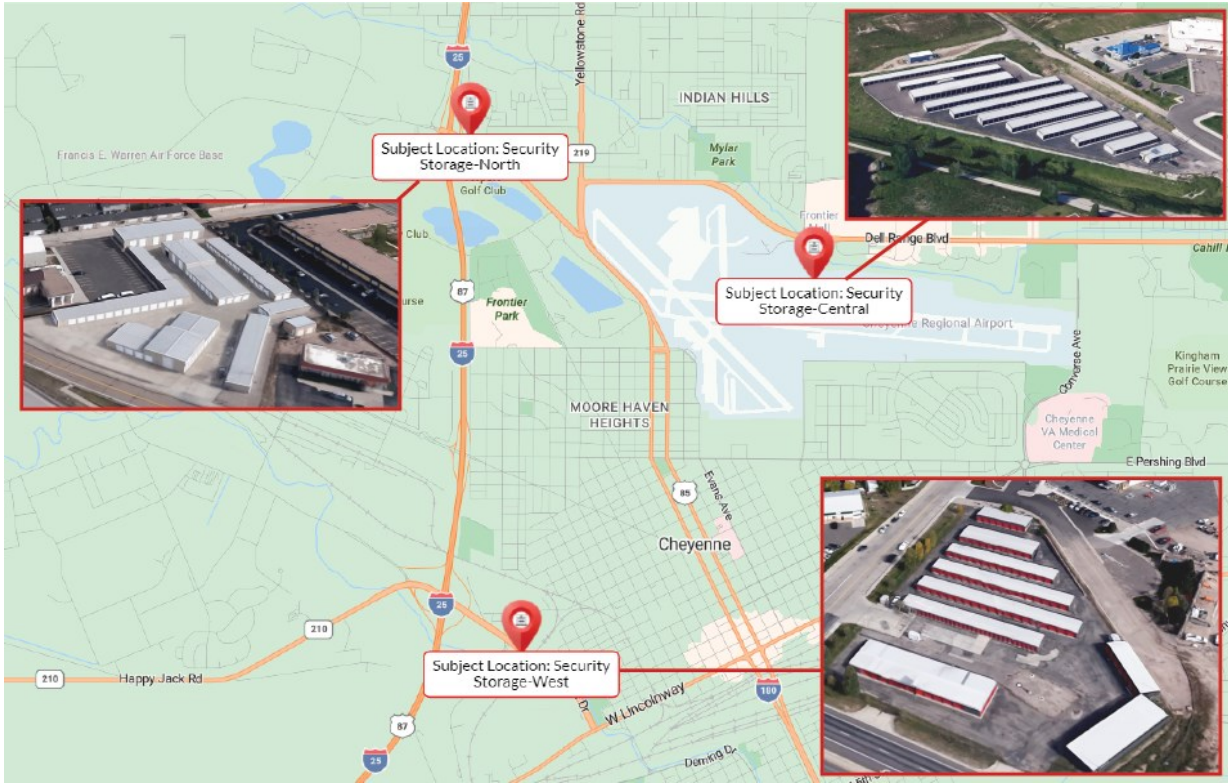 25
Yellowstone Rd
INDIAN HILLS
Subject Location: Security
Storage-North
219
Mylar
Park
Francis E. Warren Air Force Base
Golf Club
Club
Frontier
Dell Range Blvd
Cahill
Subject Location: Security
Storage-Central
87
Frontier
Park
Cheyenne Regional Airport
25
Converse Ave
Kingham
Prairie View
Golf Course
MOORE HAVEN
HEIGHTS
Cheyenne
VA Medical
Center
E Pershing Blvd
85
Evans Ave
Cheyenne
25
210
Subject Location: Security
Storage-West
210
Happy Jack Rd
Dr
W Lincolnway
180
87
25
Deming D